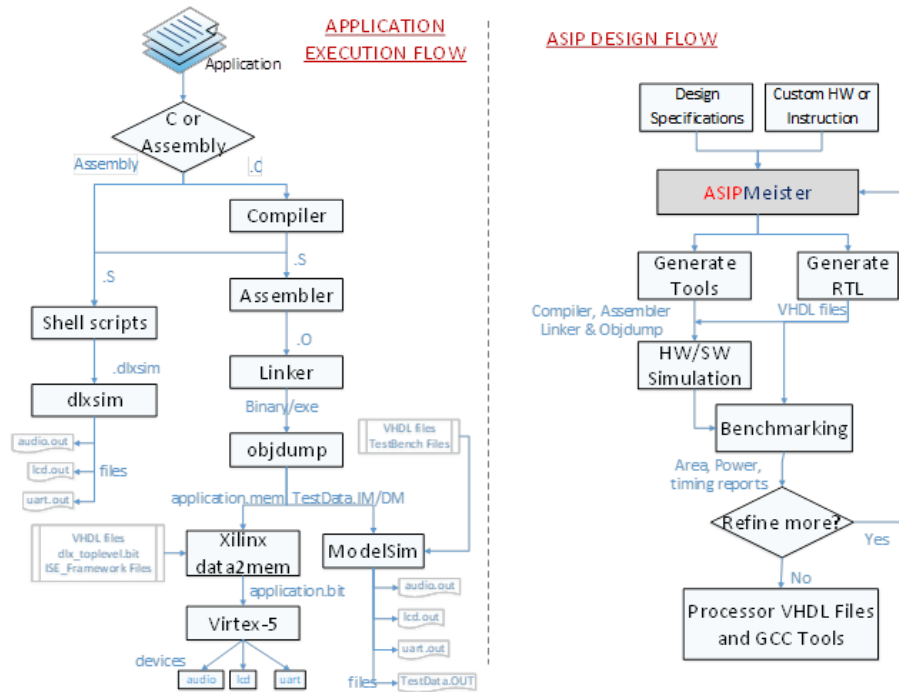 APPLICATION
EXECUTION FLOW
Application
C or
Assembly
Assembly
.C
Compiler
.S
.S
Assembler
Shell scripts
.O
.dlxsim
Linker
dlxsim
Binary/exe
audio.out
lcd.out
files
uart.out
objdump
VHDL files
TestBench Files
application.mem
TestData.IM/DM
VHDL files
dlx_toplevel.bit
ISE_Framework Files
Xilinx
data2mem
ModelSim
application.bit
audio.out
lcd.out
uart.out
files
TestData.OUT
Virtex-5
devices
audio
lcd
uart
ASIP DESIGN FLOW
Design
Specifications
Custom HW or
Instruction
ASIPMeister
Generate
Tools
Generate
RTL
Compiler, Assembler
Linker & Objdump
VHDL files
HW/SW
Simulation
Benchmarking
Area, Power,
timing reports
Refine more?
Yes
No
Processor VHDL Files
and GCC Tools